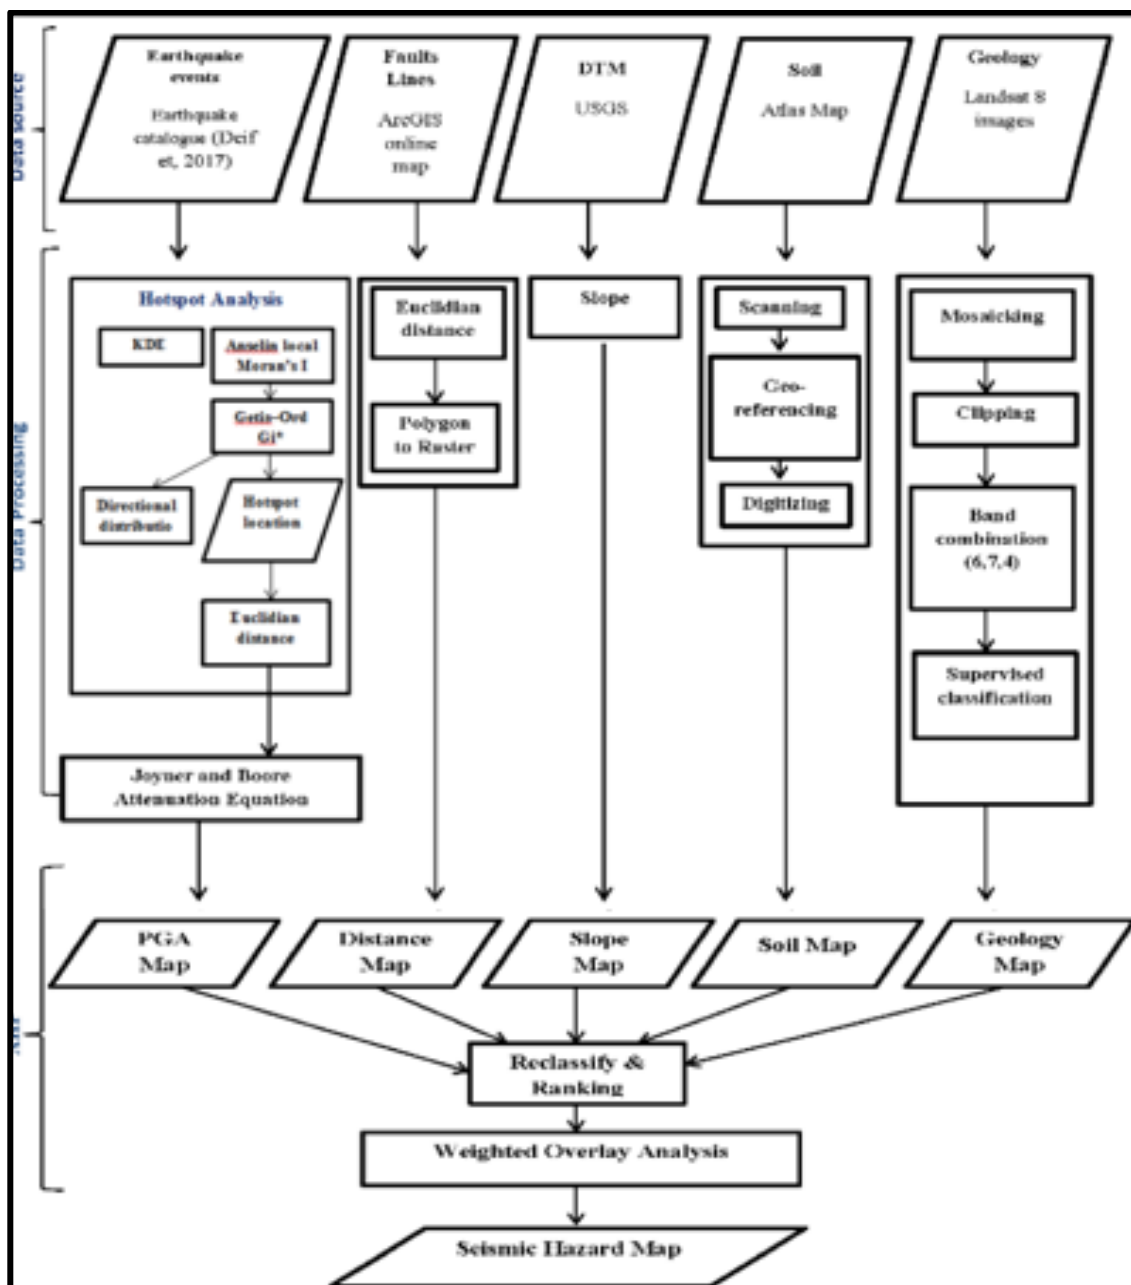 Data source
Earthquake
events
Earthquake
catalogue (Deif
et, 2017)
Faults
Lines
ArcGIS
online
map
DTM
USGS
Soil
Atlas Map
Geology
Landsat 8
images
Data Processing
Hotspot Analysis
KDE
Anselin local
Moran's I
Getis-Ord
Gi*
Directional
distributio
Hotspot
location
Euclidian
distance
Joyner and Boore
Attenuation Equation
Euclidian
distance
Polygon
to Raster
Slope
Scanning
Geo-
referencing
Digitizing
Mosaicking
Clipping
Band
combination
(6,7,4)
Supervised
classification
PGA
Map
Distance
Map
Slope
Map
Soil Map
Geology
Map
Reclassify &
Ranking
Weighted Overlay Analysis
Seismic Hazard Map